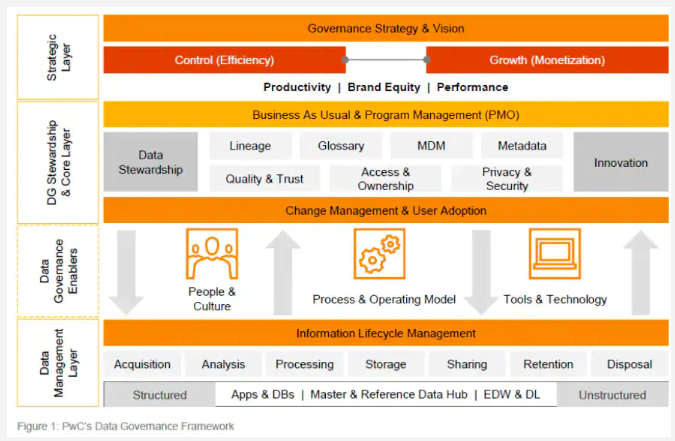 Strategic
Layer
Governance Strategy & Vision
Control (Efficiency)
Growth (Monetization)
Productivity | Brand Equity | Performance
DG Stewardship
& Core Layer
Business As Usual & Program Management (PMO)
Data
Stewardship
Lineage
Glossary
MDM
Metadata
Quality & Trust
Access &
Ownership
Privacy &
Security
Innovation
Change Management & User Adoption
Data
Governance
Enablers
People &
Culture
Process & Operating Model
Tools & Technology
Data
Management
Layer
Information Lifecycle Management
Acquisition
Analysis
Processing
Storage
Sharing
Retention
Disposal
Structured
Apps & DBs | Master & Reference Data Hub | EDW & DL
Unstructured
Figure 1: PwC's Data Governance Framework